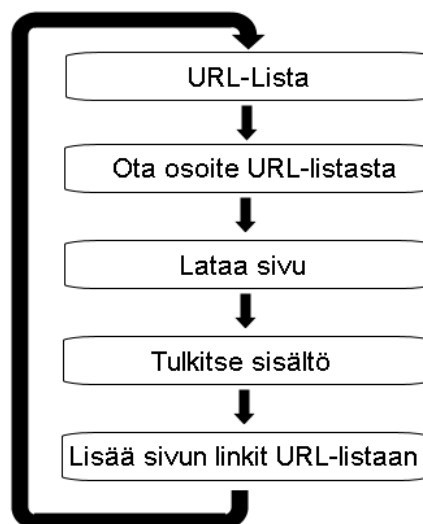 URL-Lista
Ota osoite URL-listasta
Lataa sivu
Tulkitse sisältö
Lisää sivun linkit URL-listaan